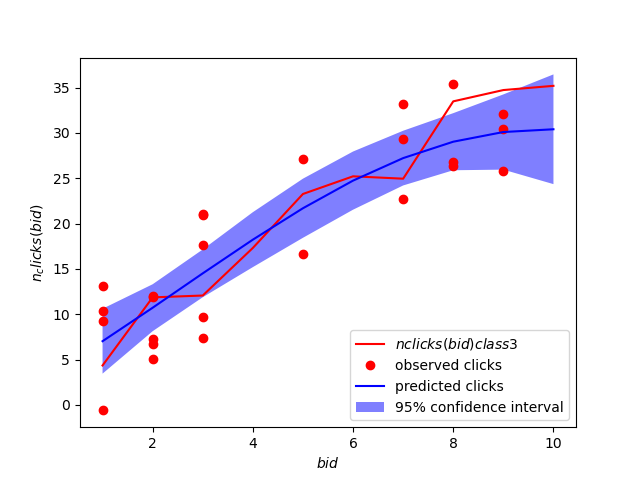 35
30
25
20
15
10
5
0
n_clicks(bid)
nclicks(bid)class3
observed clicks
predicted clicks
95% confidence interval
2 4 6 8 10
bid